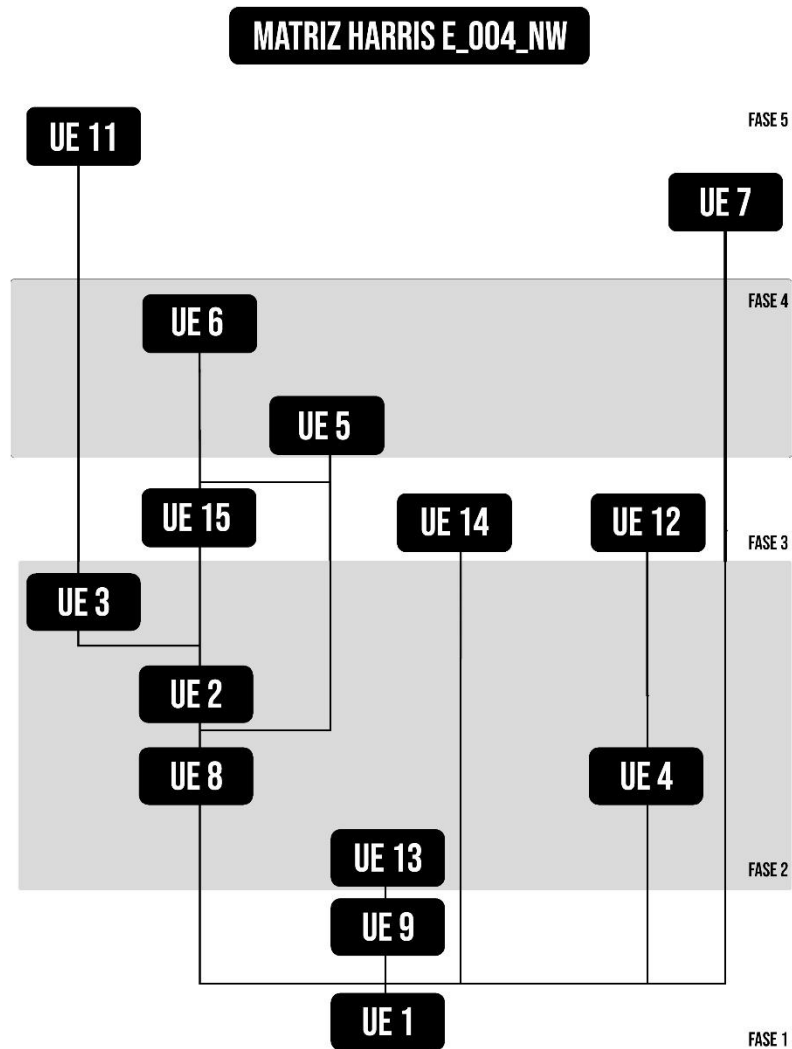 MATRIZ HARRIS E_004_NW
UE 11
FASE 5
UE 7
FASE 4
UE 6
UE 5
UE 15
UE 14
UE 12
FASE 3
UE 3
UE 2
UE 8
UE 4
UE 13
FASE 2
UE 9
UE 1
FASE 1